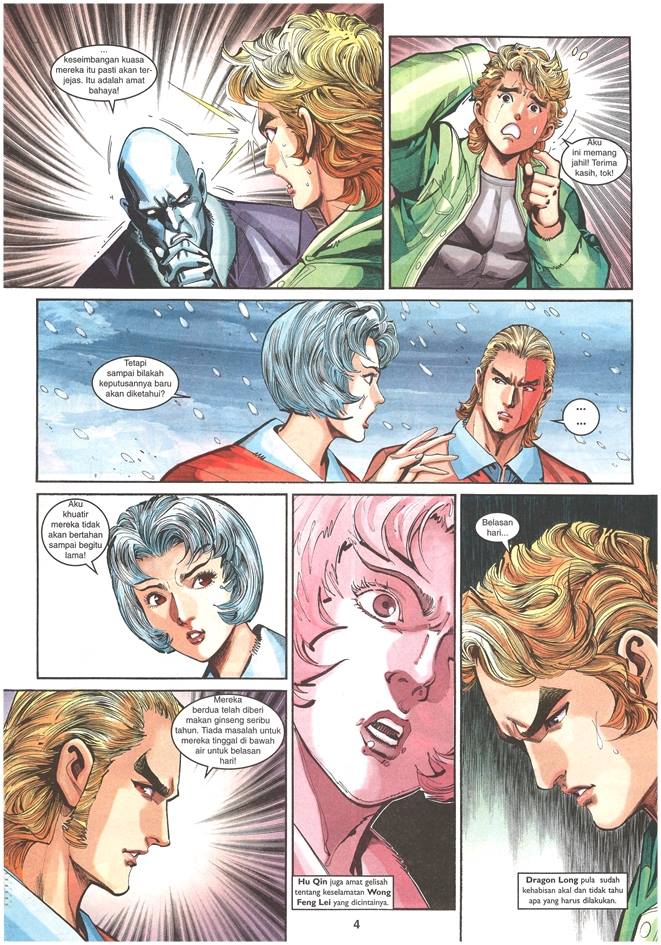 ...
keseimbangan kuasa
mereka itu pasti akan ter-
jejas. Itu adalah amat
bahaya!
Aku
ini memang
jahil! Terima
kasih, tok!
Tetapi
sampai bilakah
keputusannya baru
akan diketahui?
...
...
Aku
khuatir
mereka tidak
akan bertahan
sampai begitu
lama!
Mereka
berdua telah diberi
makan ginseng seribu
tahun. Tiada masalah untuk
mereka tinggal di bawah
air untuk belasan
hari!
Hu Qin juga amat gelisah
tentang keselamatan Wong
Feng Lei yang dicintainya.
Belasan
hari...
Dragon Long pula sudah
kehabisan akal dan tidak tahu
apa yang harus dilakukan.
4